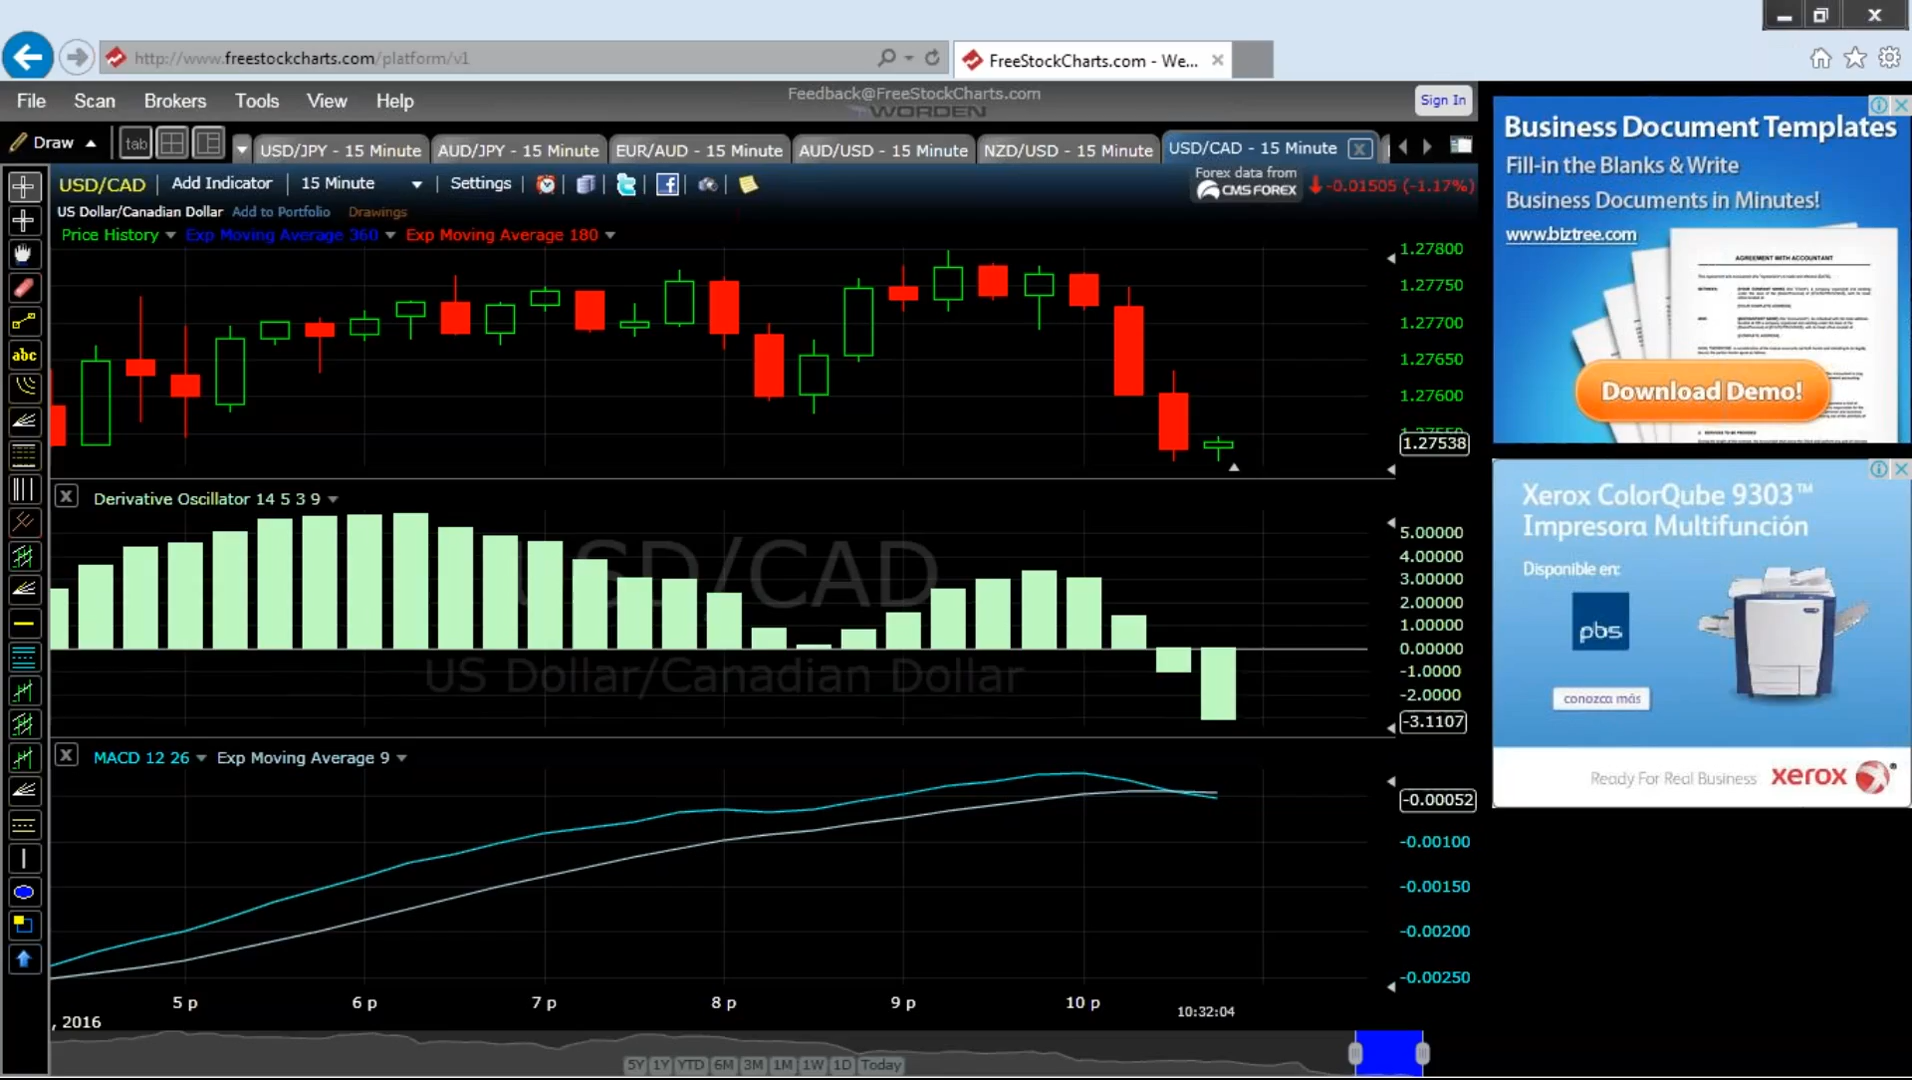 http://www.freestockcharts.com/platform/v1
FreeStockCharts.com - We...
File Scan Brokers Tools View Help
Feedback@FreeStockCharts.com
WORDEN
Sign In
Draw
tab
USD/JPY - 15 Minute
AUD/JPY - 15 Minute
EUR/AUD - 15 Minute
AUD/USD - 15 Minute
NZD/USD - 15 Minute
USD/CAD - 15 Minute
USD/CAD Add Indicator 15 Minute Settings
Forex data from
CMS FOREX
-0.01505 (-1.17%)
US Dollar/Canadian Dollar Add to Portfolio Drawings
Price History Exp Moving Average 360 Exp Moving Average 180
abc
1.27800
1.27750
1.27700
1.27650
1.27600
1.27538
Derivative Oscillator 14 5 3 9
USD/CAD
US Dollar/Canadian Dollar
5.00000
4.00000
3.00000
2.00000
1.00000
0.00000
-1.0000
-2.0000
-3.1107
MACD 12 26 Exp Moving Average 9
-0.00052
-0.00100
-0.00150
-0.00200
-0.00250
5 p 6 p 7 p 8 p 9 p 10 p
10:32:04
, 2016
5Y 1Y YTD 6M 3M 1M 1W 1D Today
Business Document Templates
Fill-in the Blanks & Write
Business Documents in Minutes!
www.biztree.com
AGREEMENT WITH ACCOUNTANT
Download Demo!
Xerox ColorQube 9303™
Impresora Multifunción
Disponible en:
pbs
conozca más
Ready For Real Business xerox